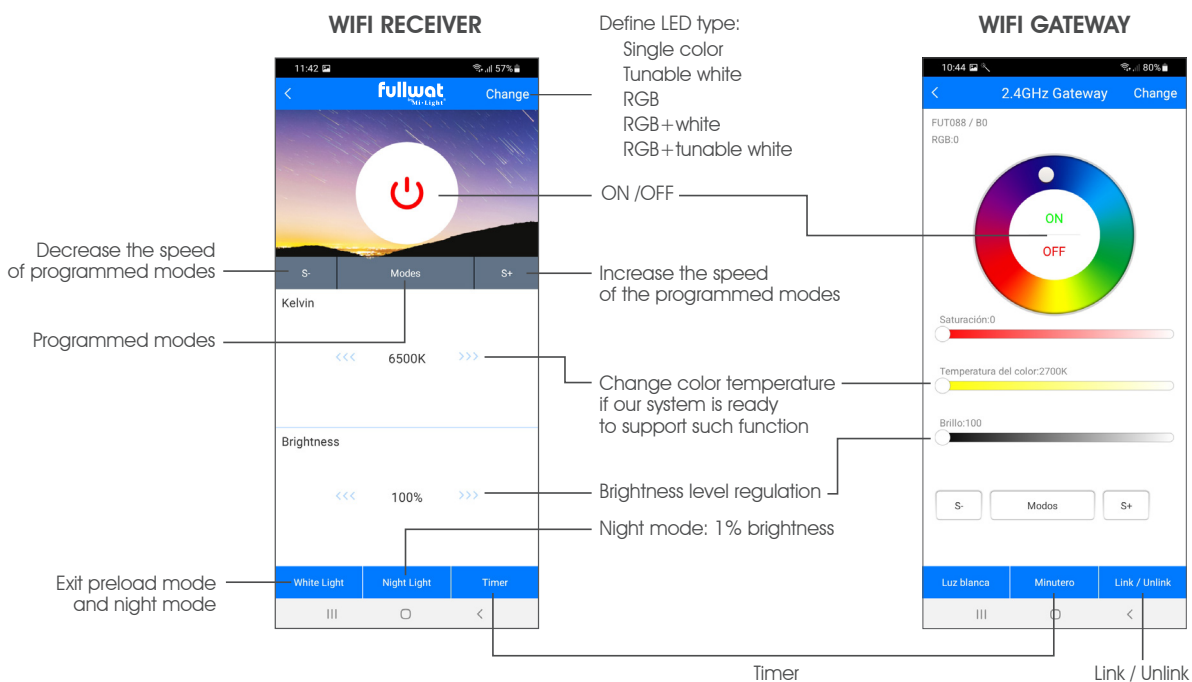 WIFI RECEIVER
Define LED type:
Single color
Tunable white
RGB
RGB+white
RGB+tunable white
WIFI GATEWAY
11:42
57%
fullwat
by Mi·Light
Change
10:44
80%
2.4GHz Gateway
Change
FUT088 / B0
RGB:0
ON
OFF
ON /OFF
Decrease the speed
of programmed modes
S-
Modes
S+
Increase the speed
of the programmed modes
Kelvin
Programmed modes
<<<
6500K
>>>
Saturación:0
Temperatura del color:2700K
Brillo:100
Change color temperature
if our system is ready
to support such function
Brightness
<<<
100%
>>>
Brightness level regulation
Night mode: 1% brightness
S-
Modos
S+
Exit preload mode
and night mode
White Light
Night Light
Timer
Luz blanca
Minutero
Link / Unlink
Timer
Link / Unlink